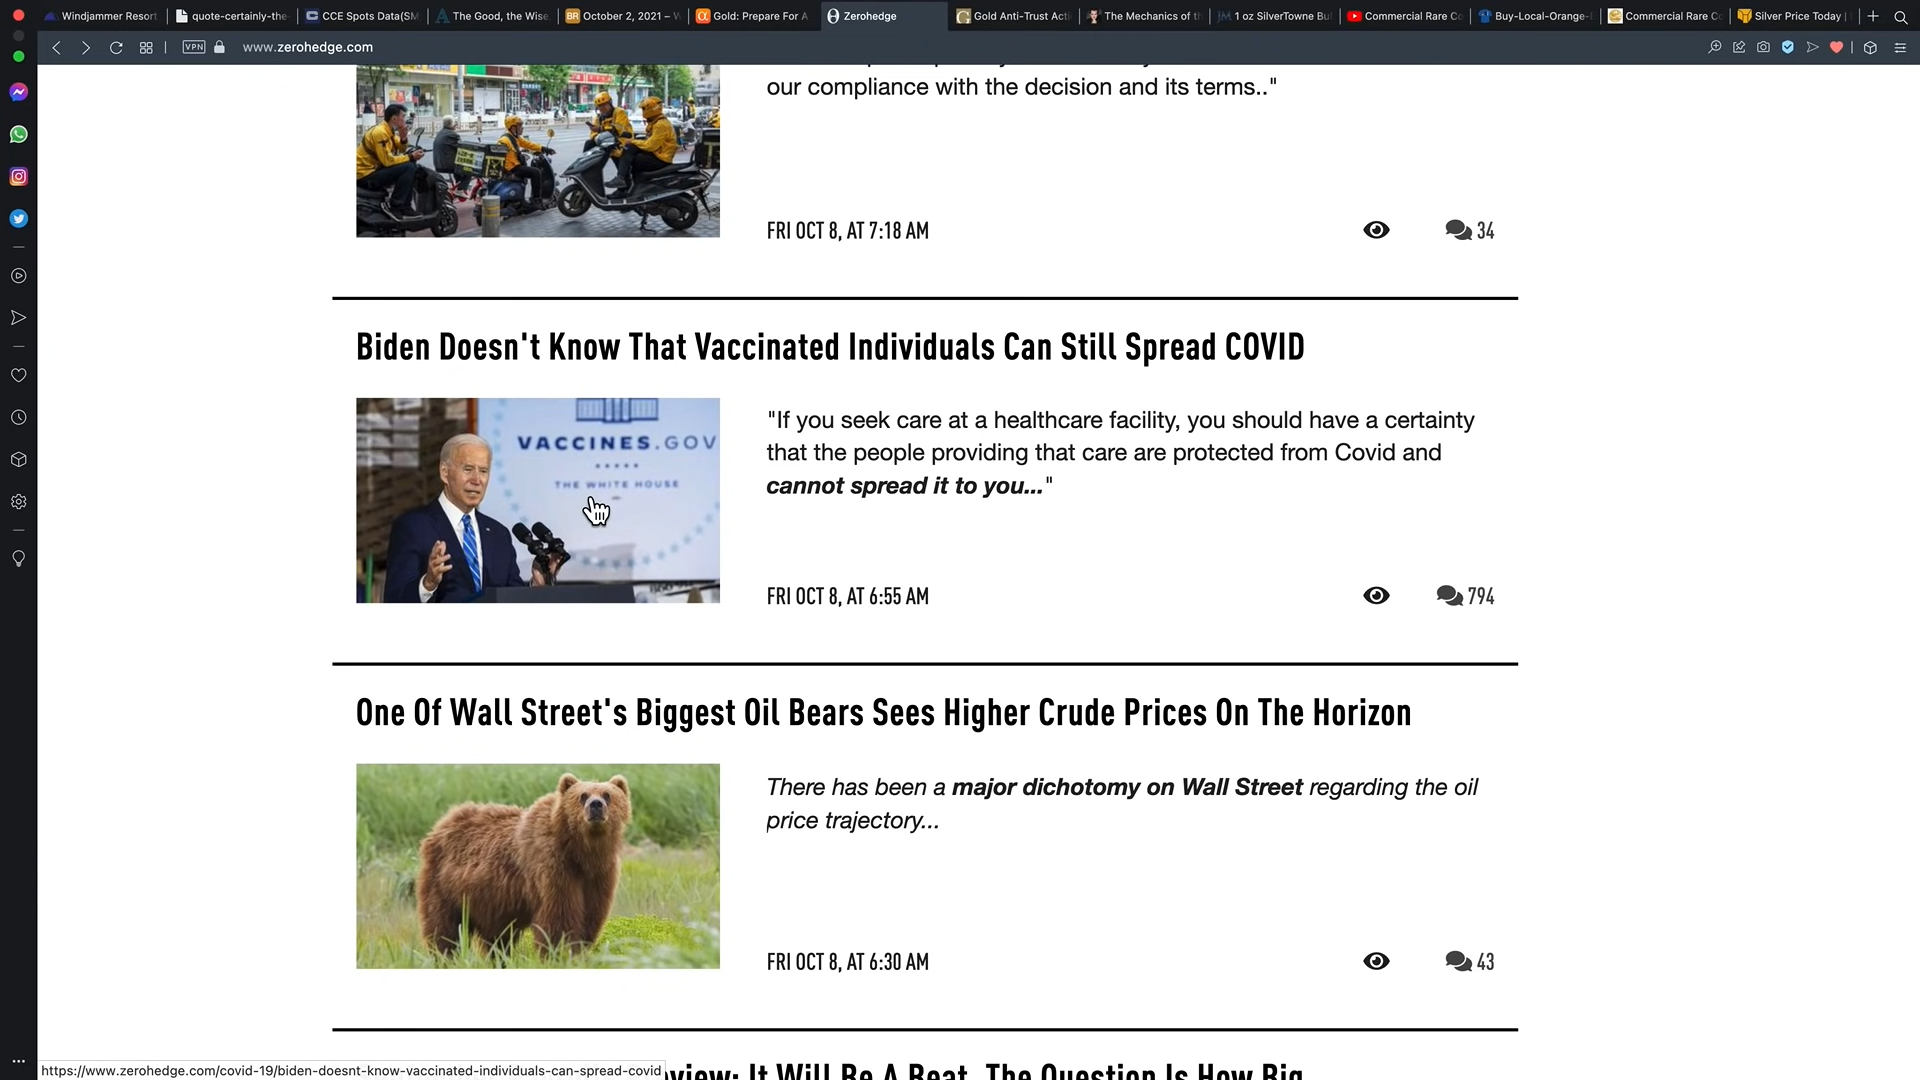 Windjammer Resort
quote-certainly-the-
CCE Spots Data(SM
The Good, the Wise
October 2, 2021 –
Gold: Prepare For A
Zerohedge
Gold Anti-Trust Acti
The Mechanics of t
1 oz SilverTowne Bu
Commercial Rare Co
Buy-Local-Orange-
Commercial Rare Co
Silver Price Today |
VPN
www.zerohedge.com
our compliance with the decision and its terms.."
FRI OCT 8, AT 7:18 AM
34
Biden Doesn't Know That Vaccinated Individuals Can Still Spread COVID
VACCINES.GOV
THE WHITE HOUSE
"If you seek care at a healthcare facility, you should have a certainty
that the people providing that care are protected from Covid and
cannot spread it to you..."
FRI OCT 8, AT 6:55 AM
794
One Of Wall Street's Biggest Oil Bears Sees Higher Crude Prices On The Horizon
There has been a major dichotomy on Wall Street regarding the oil
price trajectory...
FRI OCT 8, AT 6:30 AM
43
view: It Will Be A Beat, The Question Is How Big
https://www.zerohedge.com/covid-19/biden-doesnt-know-vaccinated-individuals-can-spread-covid